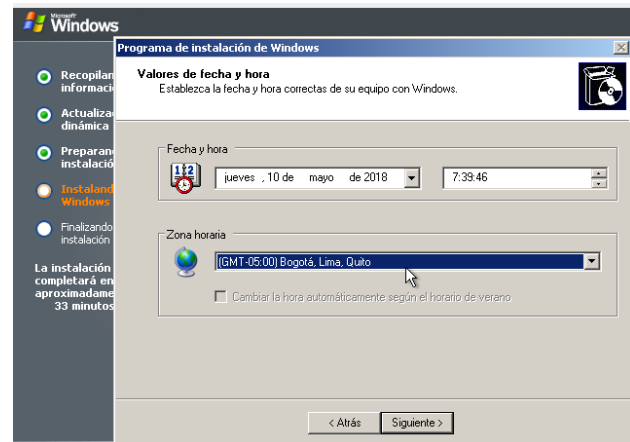 Microsoft
Windows
Programa de instalación de Windows
Recopilan
informaci
Actualiza
dinámica
Preparan
instalació
Instaland
Windows
Finalizando
instalación
La instalación
completará en
aproximadame
33 minutos
Valores de fecha y hora
Establezca la fecha y hora correctas de su equipo con Windows.
Fecha y hora
jueves , 10 de mayo de 2018
7:39:46
Zona horaria
(GMT-05:00) Bogotá, Lima, Quito
Cambiar la hora automáticamente según el horario de verano
< Atrás
Siguiente >